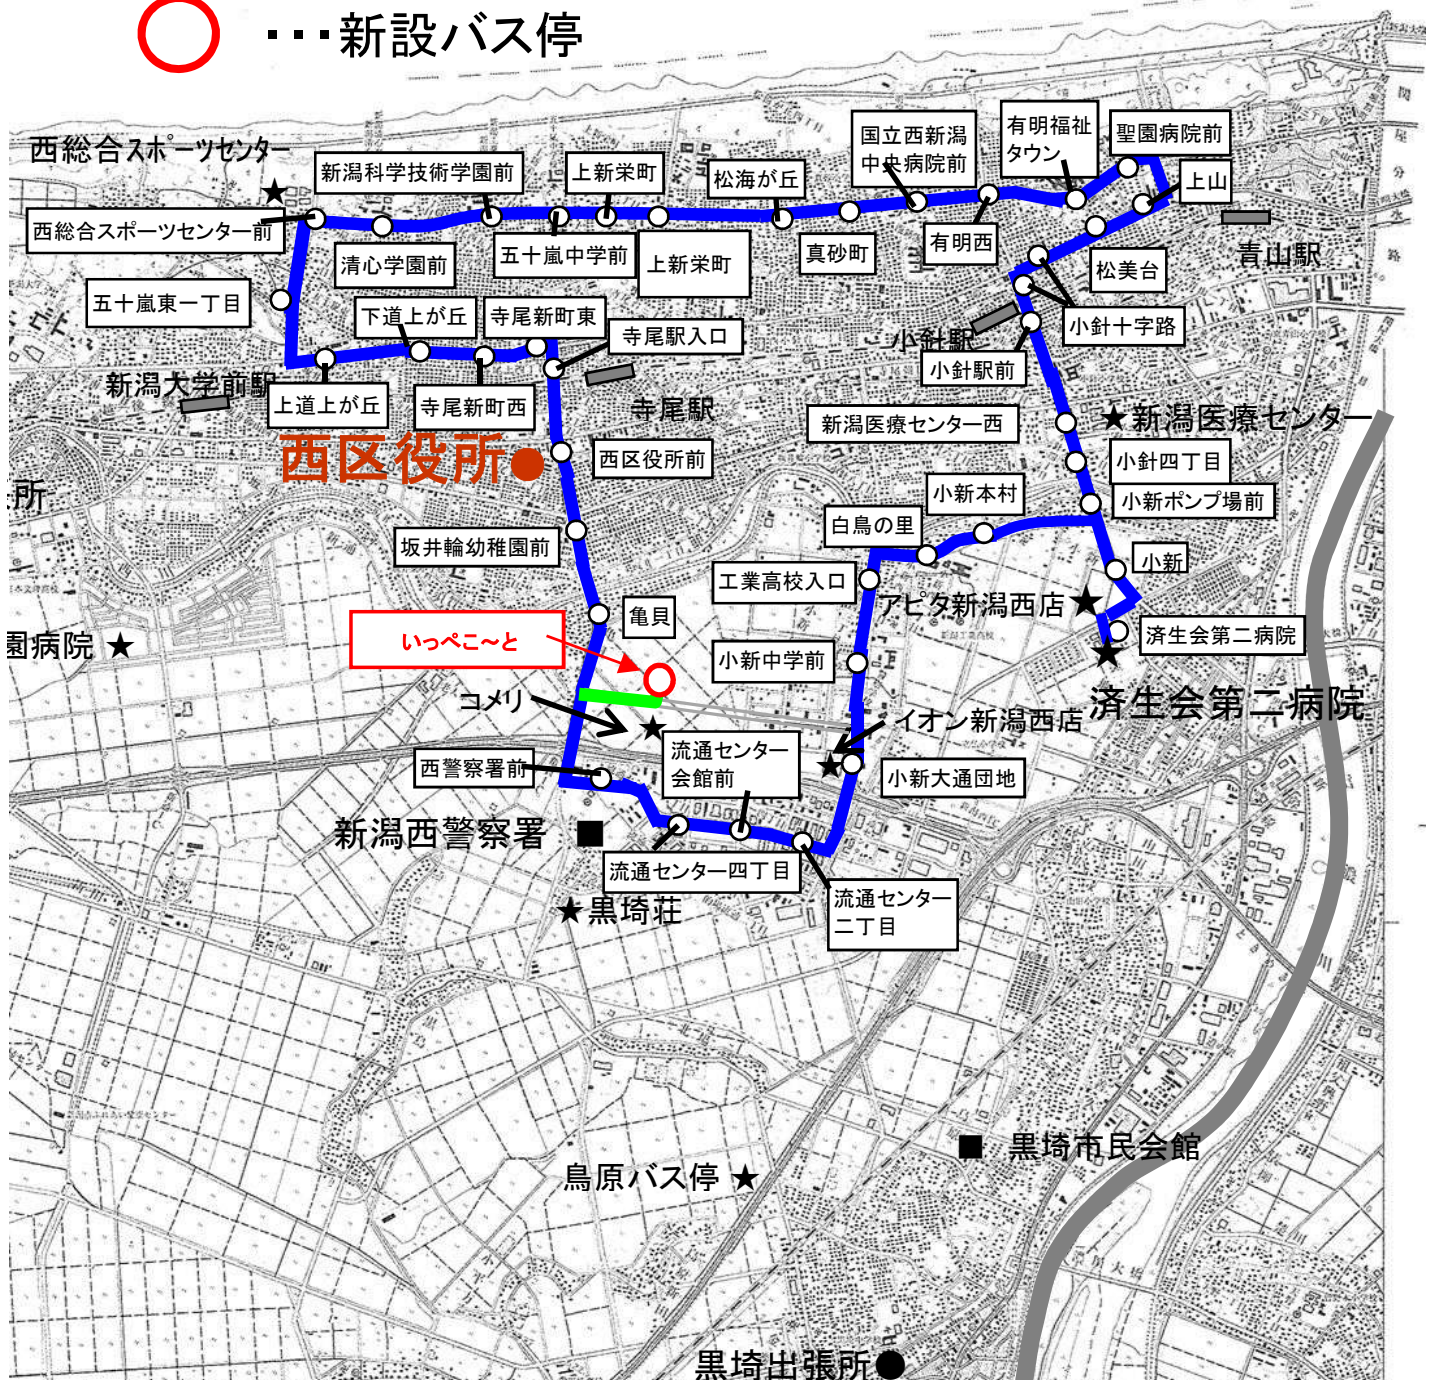 ･･･新設バス停
西総合スポーツセンター
新潟科学技術学園前
上新栄町
松海が丘
国立西新潟
中央病院前
有明福祉
タウン
聖園病院前
上山
西総合スポーツセンター前
清心学園前
五十嵐中学前
上新栄町
真砂町
有明西
松美台
青山駅
五十嵐東一丁目
下道上が丘
寺尾新町東
寺尾駅入口
小針駅
小針十字路
小針駅前
新潟大学前駅
上道上が丘
寺尾新町西
寺尾駅
新潟医療センター西
新潟医療センター
西区役所
西区役所前
小針四丁目
所
小新本村
小新ポンプ場前
坂井輪幼稚園前
白鳥の里
小新
工業高校入口
アピタ新潟西店
亀貝
いっぺこ～と
園病院
小新中学前
済生会第二病院
コメリ
済生会第二病院
イオン新潟西店
流通センター
会館前
西警察署前
小新大通団地
新潟西警察署
流通センター四丁目
流通センター
二丁目
黒埼荘
黒埼市民会館
鳥原バス停
黒埼出張所